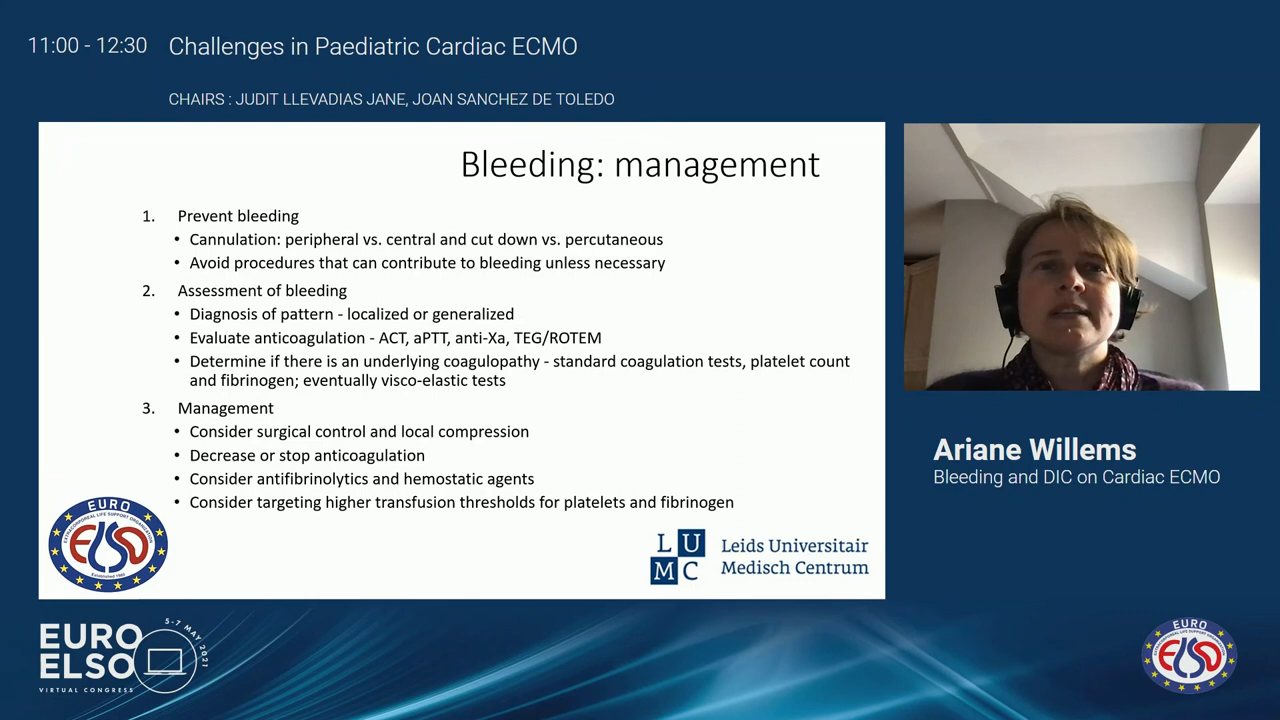 11:00 - 12:30
Challenges in Paediatric Cardiac ECMO
CHAIRS : JUDIT LLEVADIAS JANE, JOAN SANCHEZ DE TOLEDO
Bleeding: management
1. Prevent bleeding
• Cannulation: peripheral vs. central and cut down vs. percutaneous
• Avoid procedures that can contribute to bleeding unless necessary
2. Assessment of bleeding
• Diagnosis of pattern - localized or generalized
• Evaluate anticoagulation - ACT, aPTT, anti-Xa, TEG/ROTEM
• Determine if there is an underlying coagulopathy - standard coagulation tests, platelet count
and fibrinogen; eventually visco-elastic tests
3. Management
• Consider surgical control and local compression
• Decrease or stop anticoagulation
• Consider antifibrinolytics and hemostatic agents
• Consider targeting higher transfusion thresholds for platelets and fibrinogen
EURO
ELSO
EXTRACORPOREAL LIFE SUPPORT ORGANIZATION
LUMC
Leids Universitair
Medisch Centrum
Ariane Willems
Bleeding and DIC on Cardiac ECMO
EURO
ELSO
VIRTUAL CONGRESS
5-7 MAY 2021
EURO
ELSO